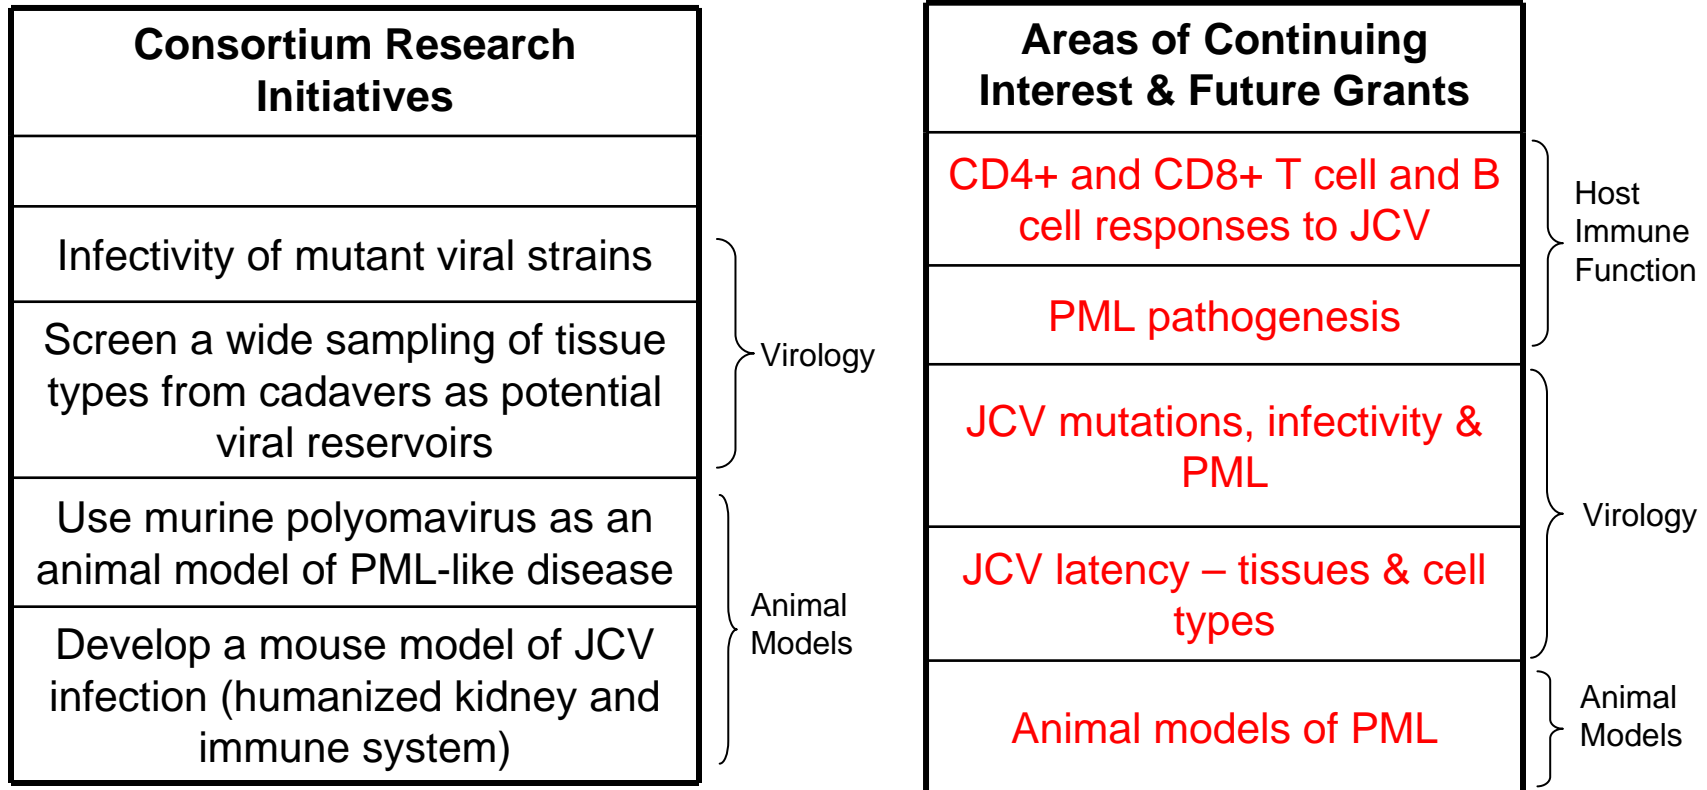 Consortium Research
Initiatives
Infectivity of mutant viral strains
Screen a wide sampling of tissue
types from cadavers as potential
viral reservoirs
Virology
Use murine polyomavirus as an
animal model of PML-like disease
Develop a mouse model of JCV
infection (humanized kidney and
immune system)
Animal
Models
Areas of Continuing
Interest & Future Grants
CD4+ and CD8+ T cell and B
cell responses to JCV
PML pathogenesis
Host
Immune
Function
JCV mutations, infectivity &
PML
JCV latency – tissues & cell
types
Virology
Animal models of PML
Animal
Models